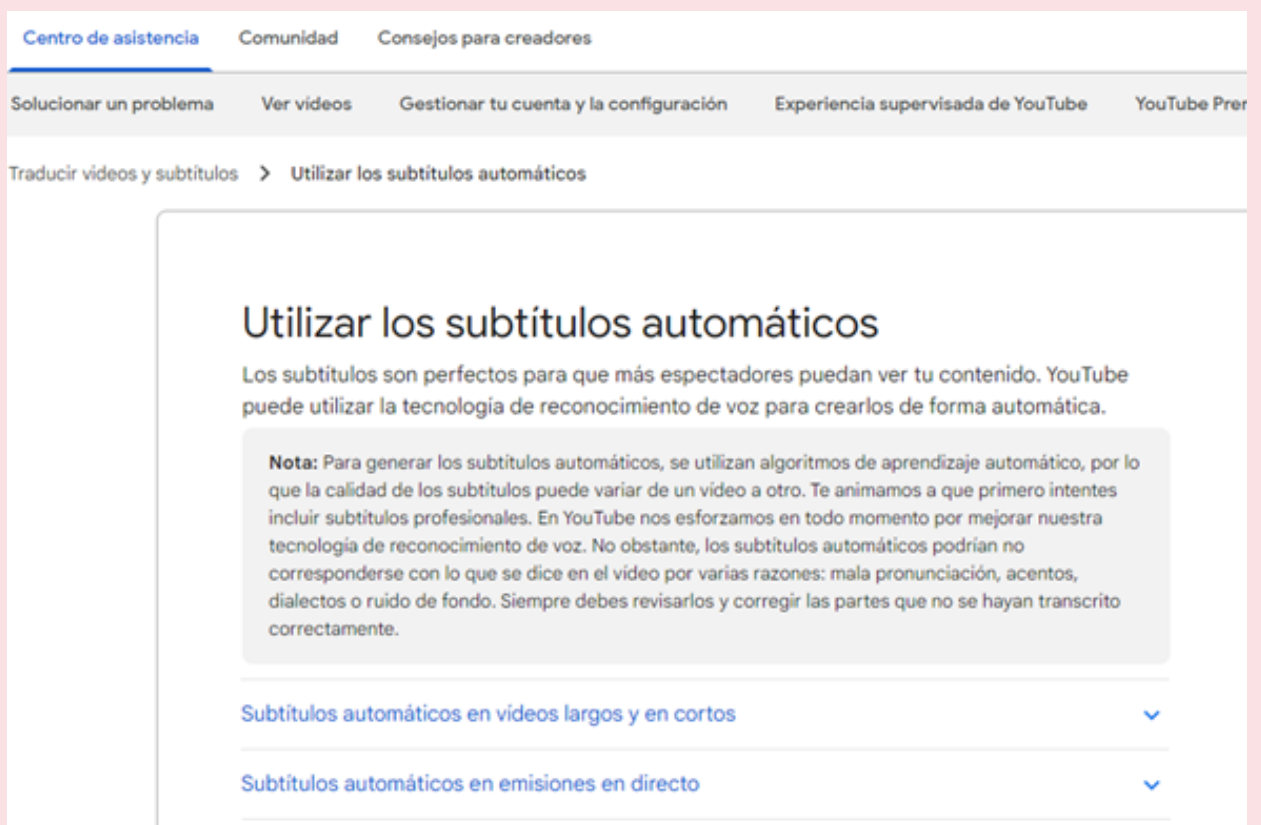 Centro de asistencia Comunidad Consejos para creadores
Solucionar un problema Ver vídeos Gestionar tu cuenta y la configuración Experiencia supervisada de YouTube YouTube
Traducir vídeos y subtítulos > Utilizar los subtítulos automáticos
Utilizar los subtítulos automáticos
Los subtítulos son perfectos para que más espectadores puedan ver tu contenido. YouTube
puede utilizar la tecnología de reconocimiento de voz para crearlos de forma automática.
Nota: Para generar los subtítulos automáticos, se utilizan algoritmos de aprendizaje automático, por lo
que la calidad de los subtítulos puede variar de un vídeo a otro. Te animamos a que primero intentes
incluir subtítulos profesionales. En YouTube nos esforzamos en todo momento por mejorar nuestra
tecnología de reconocimiento de voz. No obstante, los subtítulos automáticos podrían no
corresponderse con lo que se dice en el vídeo por varias razones: mala pronunciación, acentos,
dialectos o ruido de fondo. Siempre debes revisarlos y corregir las partes que no se hayan transcrito
correctamente.
Subtítulos automáticos en vídeos largos y en cortos
Subtítulos automáticos en emisiones en directo